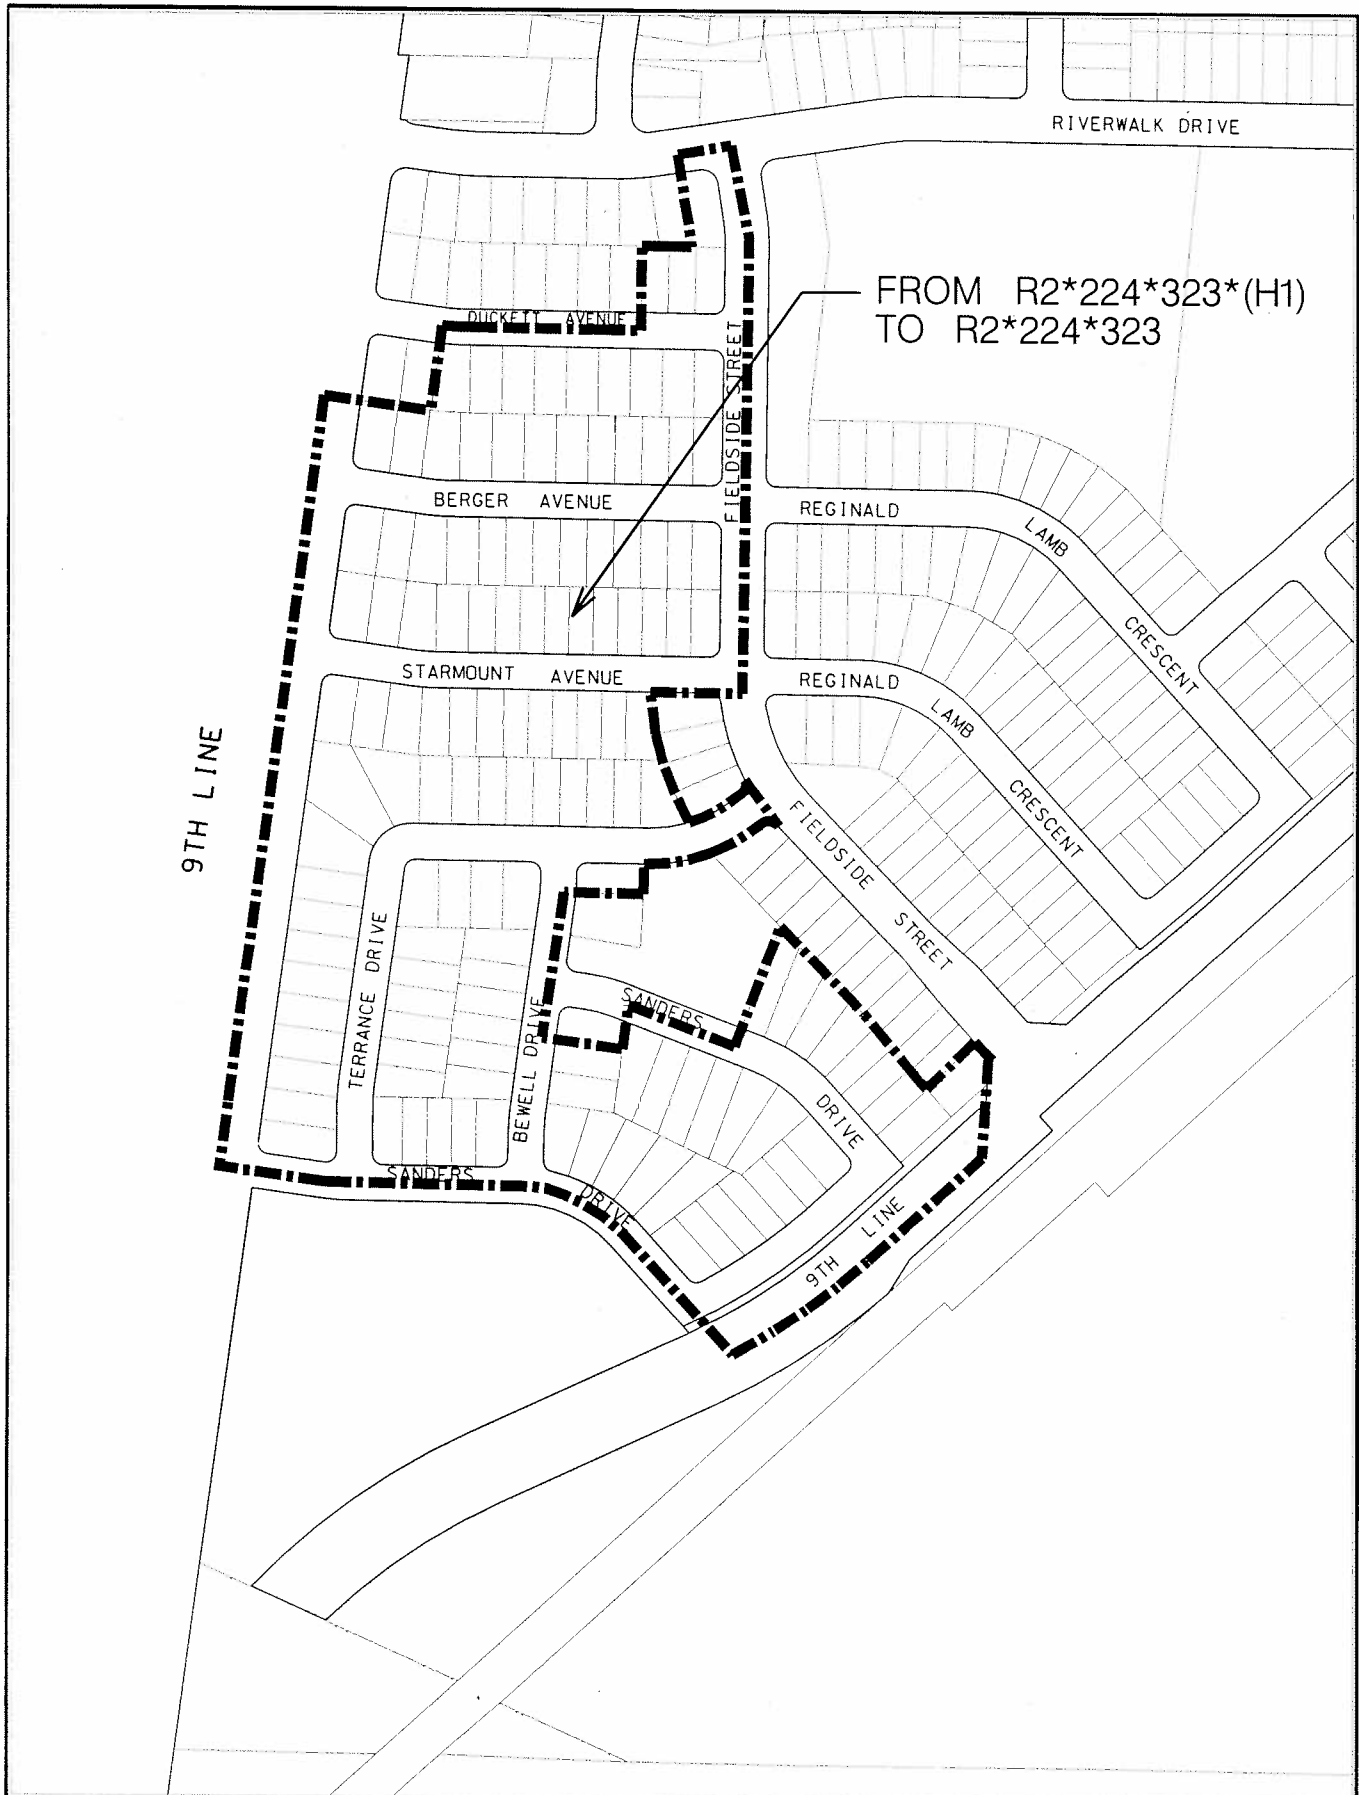 RIVERWALK DRIVE
FROM R2*224*323*(H1)
TO R2*224*323
DUCKETT AVENUE
FIELDSIDE STREET
BERGER AVENUE
REGINALD LAMB CRESCENT
STARMOUNT AVENUE
REGINALD LAMB CRESCENT
9TH LINE
FIELDSIDE STREET
TERRANCE DRIVE
BEWELL DRIVE
SANDERS DRIVE
SANDERS DRIVE
9TH LINE